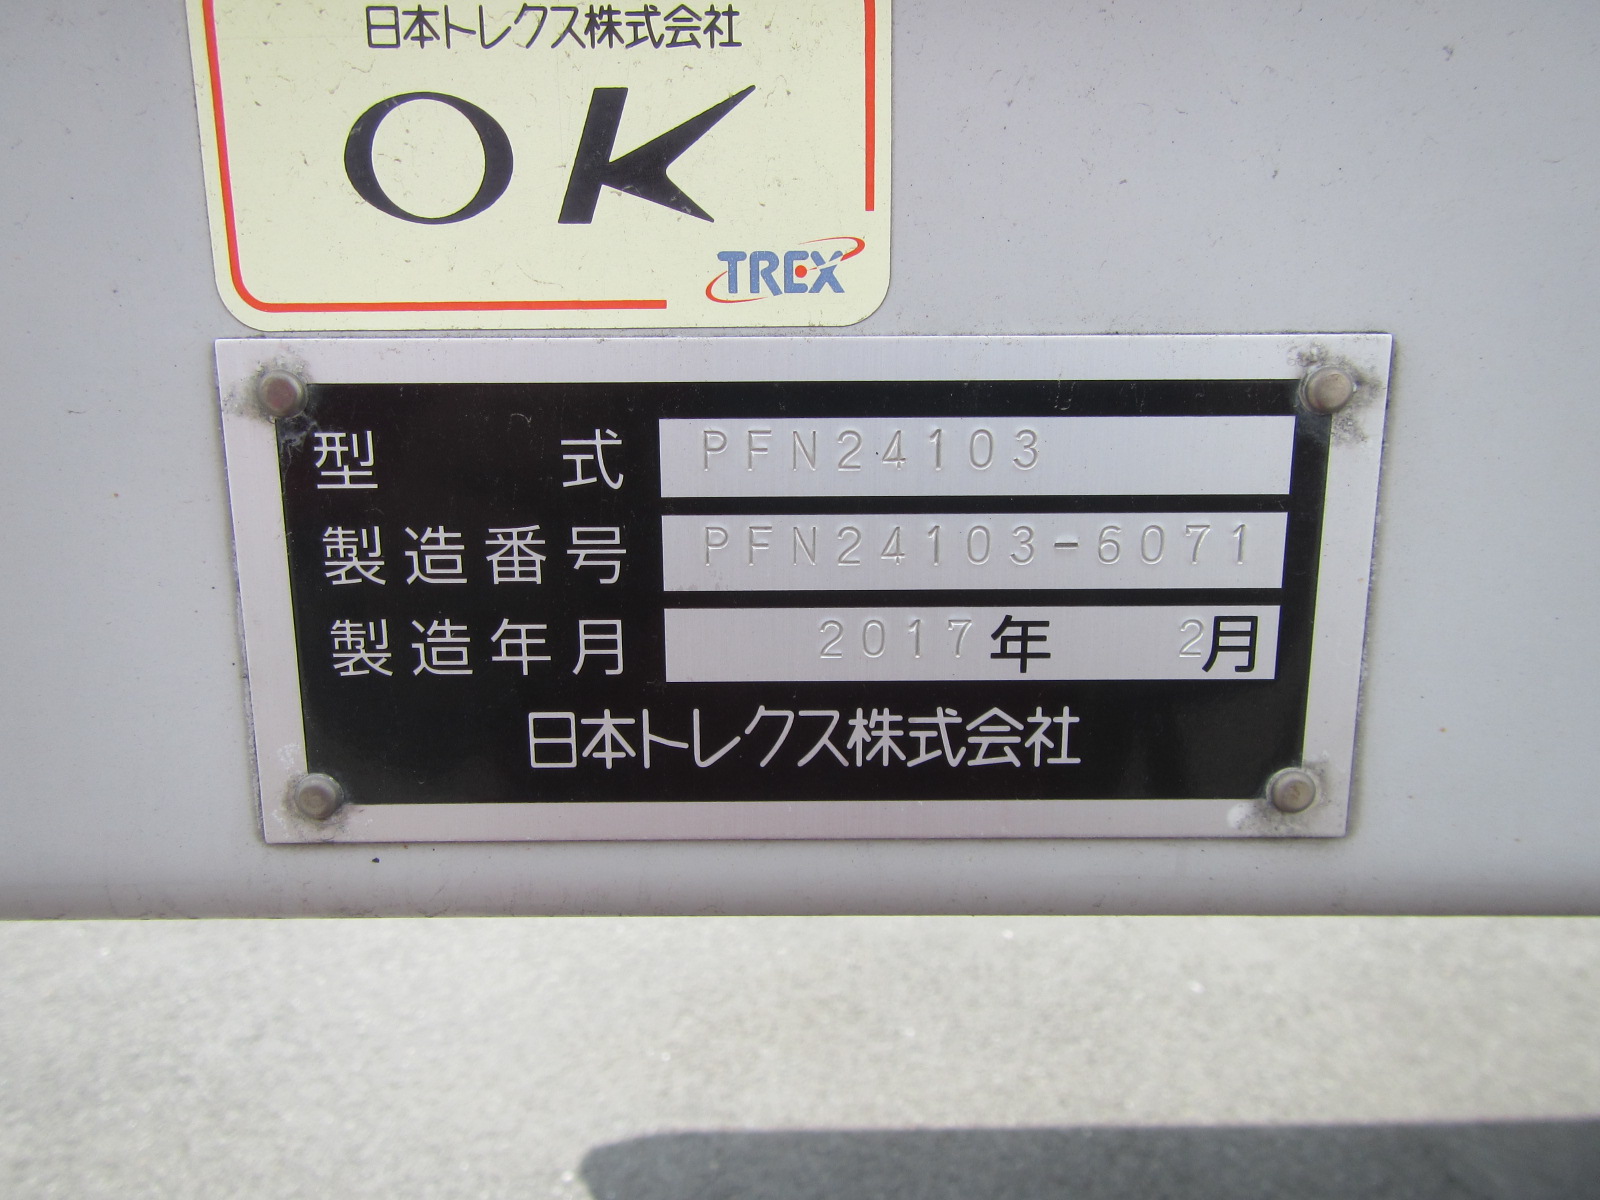 日本トレクス株式会社
OK
TREX
型式 PFN24103
製造番号 PFN24103-6071
製造年月 2017年 2月
日本トレクス株式会社